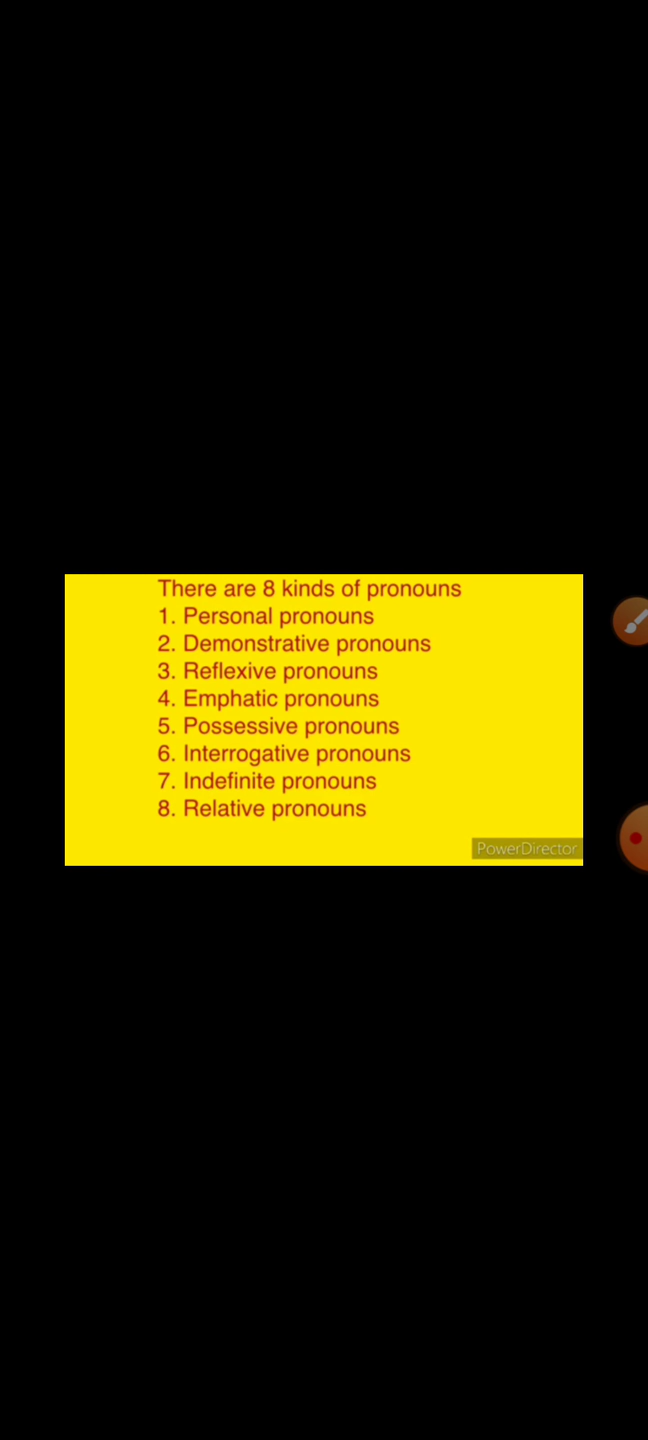 There are 8 kinds of pronouns
1. Personal pronouns
2. Demonstrative pronouns
3. Reflexive pronouns
4. Emphatic pronouns
5. Possessive pronouns
6. Interrogative pronouns
7. Indefinite pronouns
8. Relative pronouns
PowerDirector